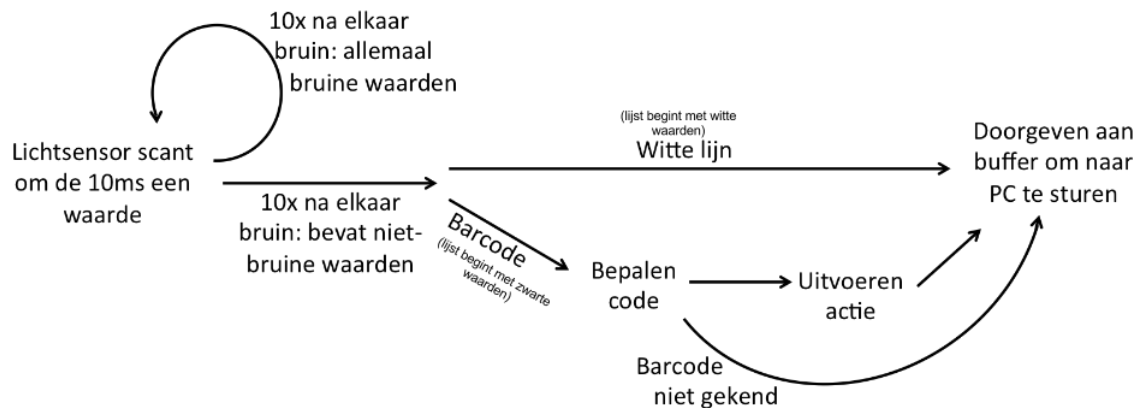 10x na elkaar
bruin: allemaal
bruine waarden
Lichtsensor scant
om de 10ms een
waarde
10x na elkaar
bruin: bevat niet-
bruine waarden
(lijst begint met witte
waarden)
Witte lijn
Barcode
(lijst begint met zwarte
waarden)
Bepalen
code
Uitvoeren
actie
Barcode
niet gekend
Doorgeven aan
buffer om naar
PC te sturen